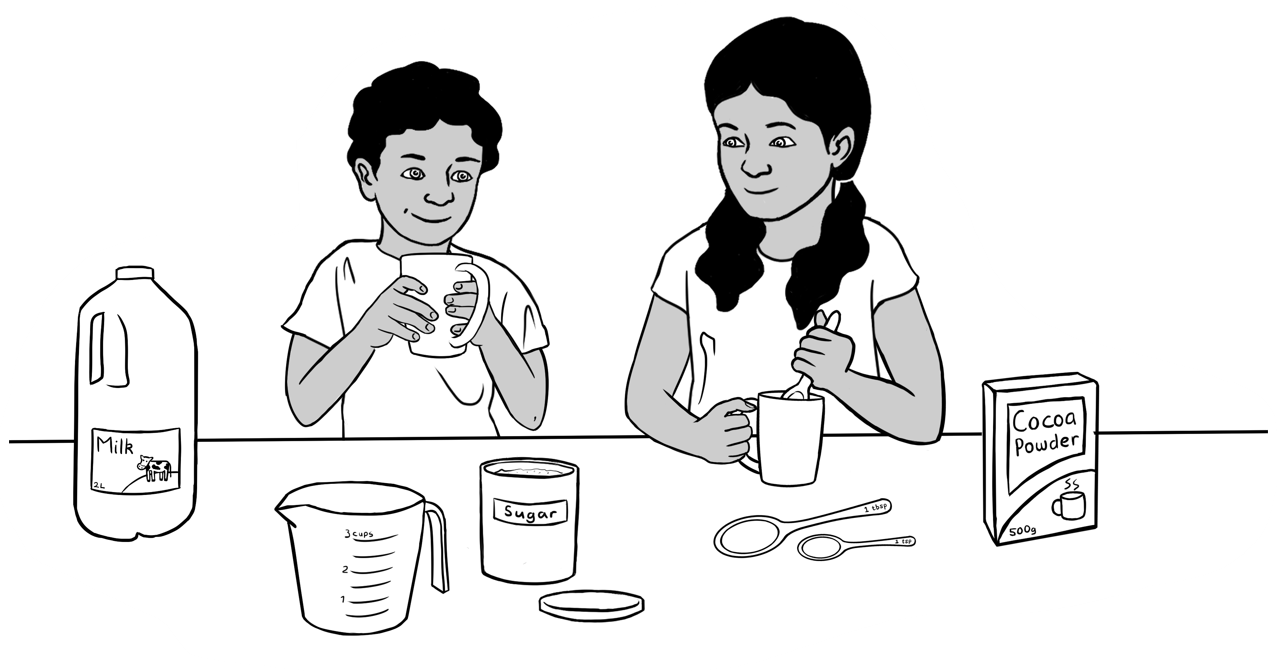 Milk
2L
3 cups
2
1
Sugar
1 tbsp
1 tsp
Cocoa
Powder
500g